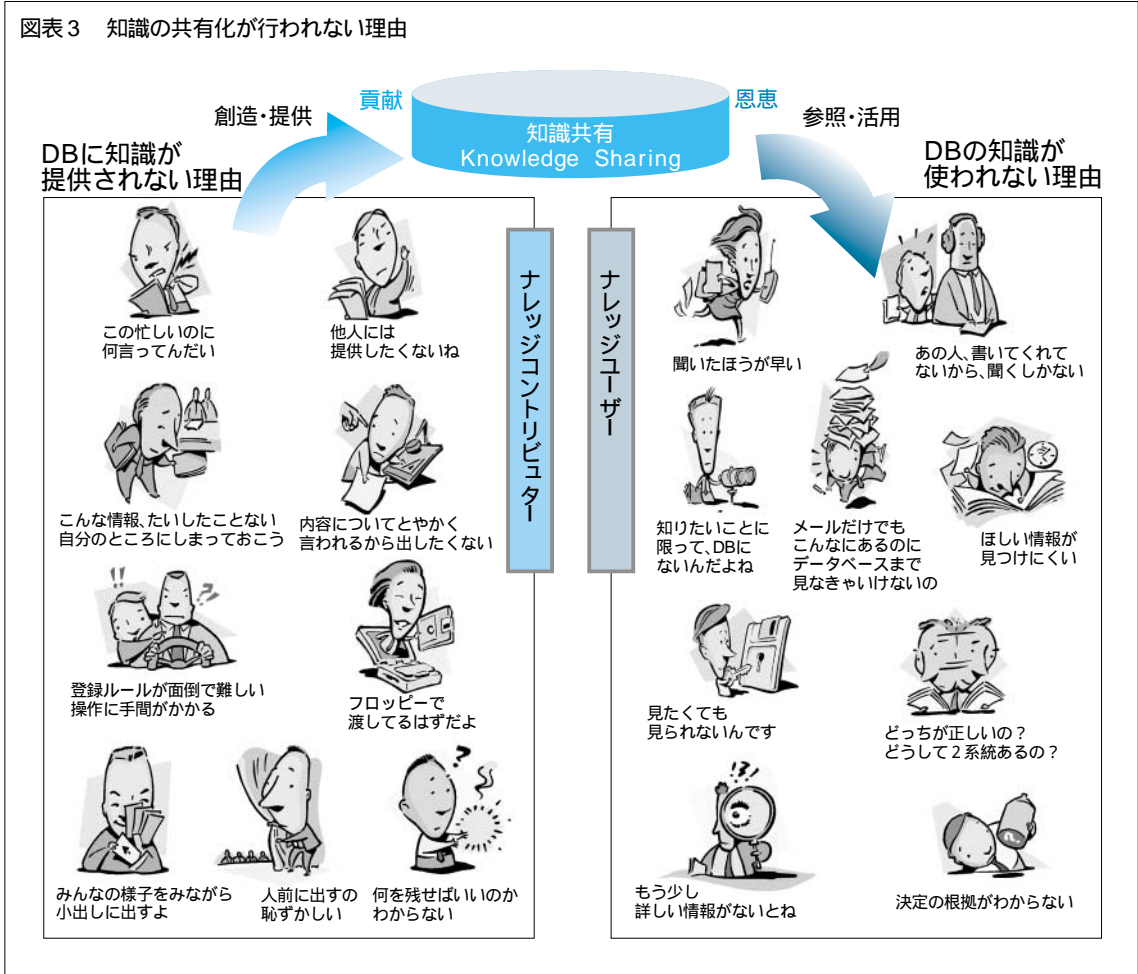 図表3 知識の共有化が行われない理由
貢献
恩恵
創造・提供
参照・活用
知識共有
Knowledge Sharing
DBに知識が
提供されない理由
DBの知識が
使われない理由
ナレッジコントリビュター
この忙しいのに
何言ってんだい
他人には
提供したくないね
こんな情報、たいしたことない
自分のところにしまっておこう
内容についてとやかく
言われるから出したくない
!!
?
登録ルールが面倒で難しい
操作に手間がかかる
フロッピーで
渡してるはずだよ
みんなの様子をみながら
小出しに出すよ
人前に出すの
恥ずかしい
?
何を残せばいいのか
わからない
ナレッジユーザー
聞いたほうが早い
あの人、書いてくれて
ないから、聞くしかない
知りたいことに
限って、DBに
ないんだよね
メールだけでも
こんなにあるのに
データベースまで
見なきゃいけないの
ほしい情報が
見つけにくい
見たくても
見られないんです
どっちが正しいの?
どうして2系統あるの?
!?!
もう少し
詳しい情報がないとね
決定の根拠がわからない